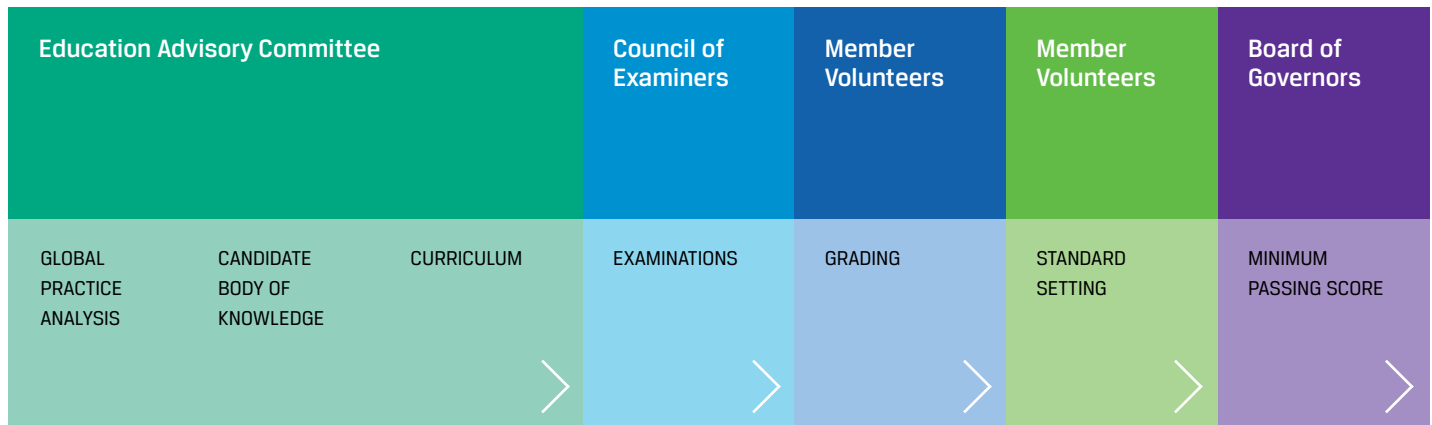 Education Advisory Committee
Council of
Examiners
Member
Volunteers
Member
Volunteers
Board of
Governors
GLOBAL
PRACTICE
ANALYSIS
CANDIDATE
BODY OF
KNOWLEDGE
CURRICULUM
EXAMINATIONS
GRADING
STANDARD
SETTING
MINIMUM
PASSING SCORE